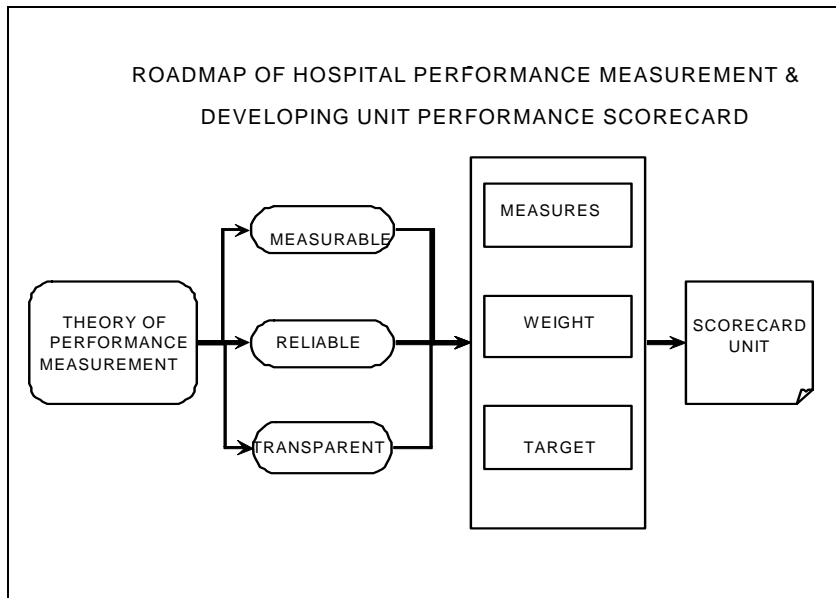 ROADMAP OF HOSPITAL PERFORMANCE MEASUREMENT &
DEVELOPING UNIT PERFORMANCE SCORECARD
THEORY OF
PERFORMANCE
MEASUREMENT
MEASURABLE
RELIABLE
TRANSPARENT
MEASURES
WEIGHT
TARGET
SCORECARD
UNIT